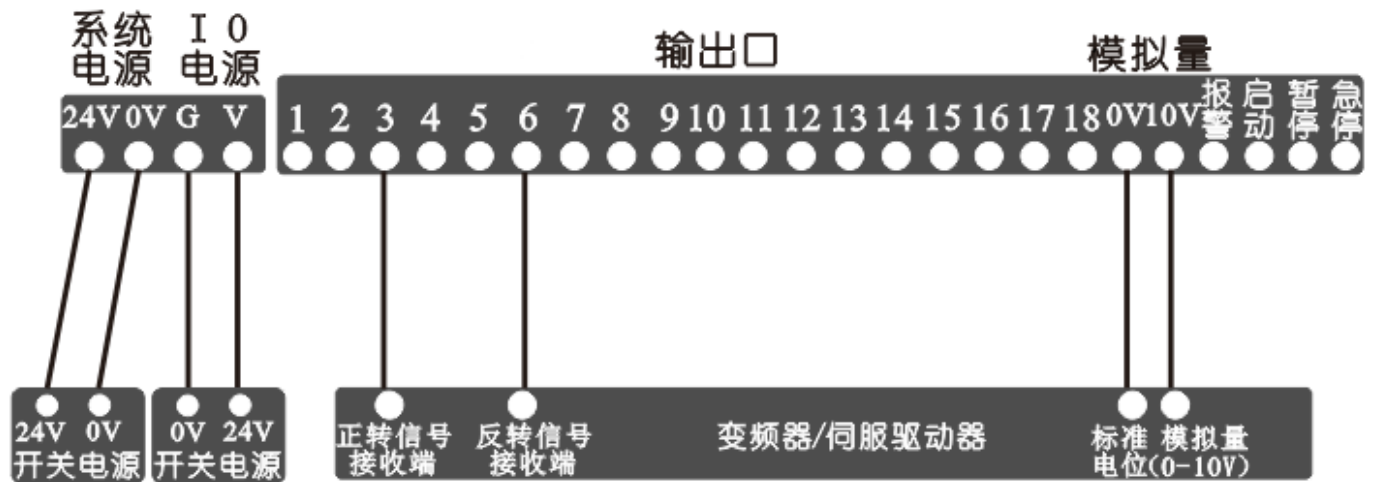 系统 IO
电源 电源
24V 0V G V
输出口
模拟量
1 2 3 4 5 6 7 8 9 10 11 12 13 14 15 16 17 18 0V 10V 报警 启动 暂停 急停
24V 0V
开关电源
0V 24V
开关电源
正转信号
接收端
反转信号
接收端
变频器/伺服驱动器
标准 模拟量
电位(0-10V)